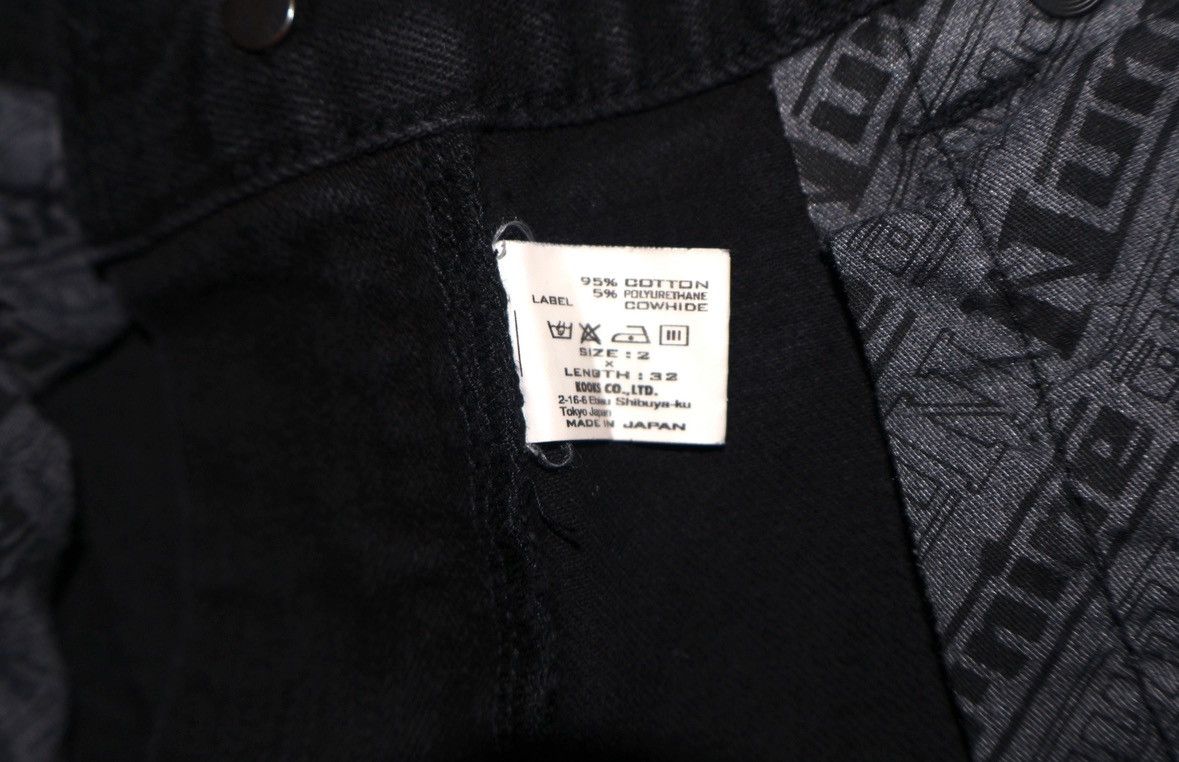 95% COTTON
5% POLYURETHANE
LABEL COWHIDE
SIZE : 2
×
LENGTH : 32
KOOKS CO.,LTD.
2-16-6 Ebisu Shibuya-ku
Tokyo Japan
MADE IN JAPAN